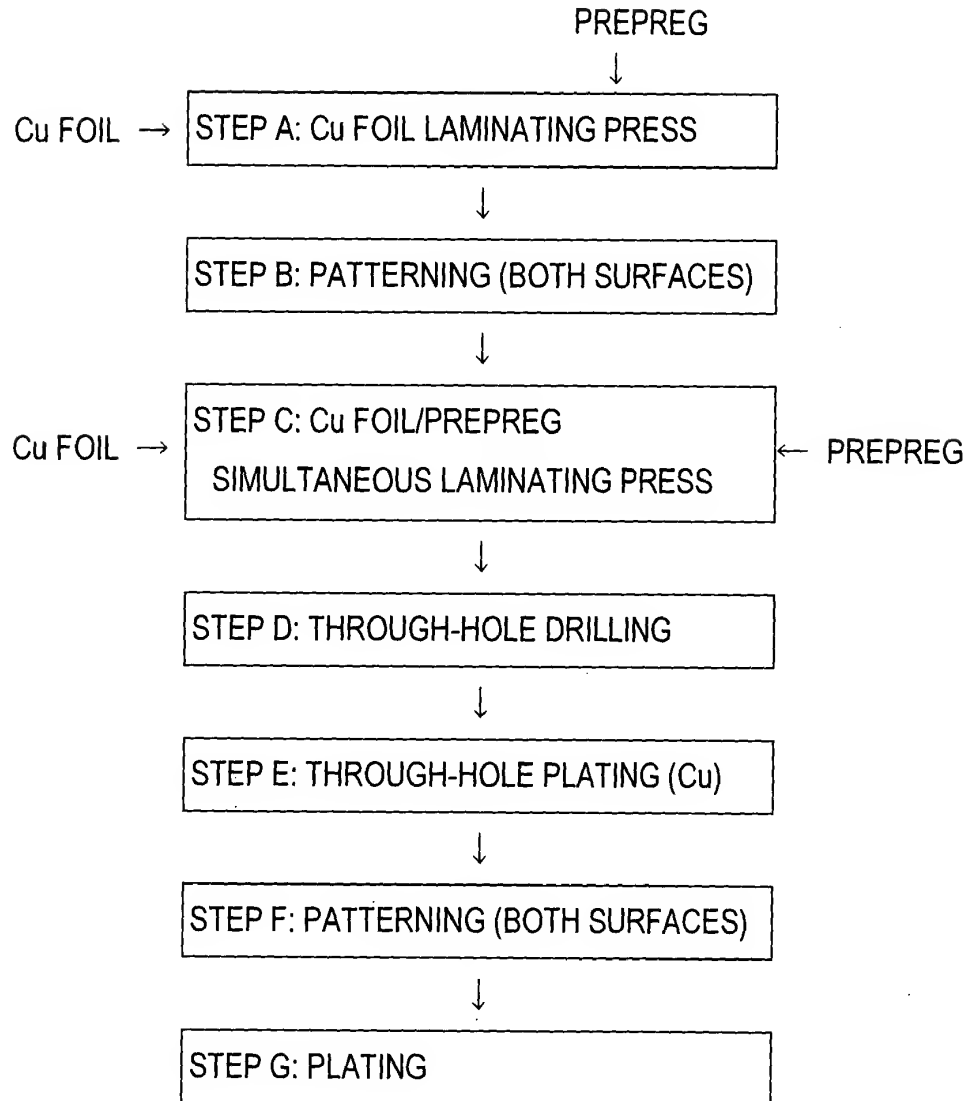 PREPREG
↓
Cu FOIL → STEP A: Cu FOIL LAMINATING PRESS
↓
STEP B: PATTERNING (BOTH SURFACES)
↓
STEP C: Cu FOIL/PREPREG
Cu FOIL → ← PREPREG
SIMULTANEOUS LAMINATING PRESS
↓
STEP D: THROUGH-HOLE DRILLING
↓
STEP E: THROUGH-HOLE PLATING (Cu)
↓
STEP F: PATTERNING (BOTH SURFACES)
↓
STEP G: PLATING